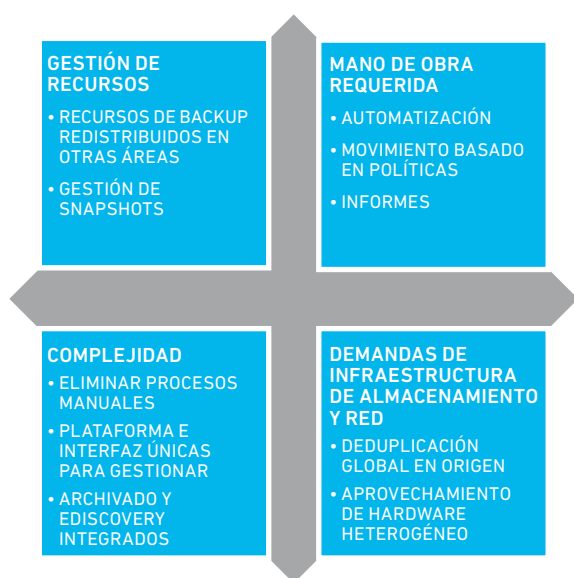 GESTIÓN DE
RECURSOS
• RECURSOS DE BACKUP
REDISTRIBUIDOS EN
OTRAS ÁREAS
• GESTIÓN DE
SNAPSHOTS
MANO DE OBRA
REQUERIDA
• AUTOMATIZACIÓN
• MOVIMIENTO BASADO
EN POLÍTICAS
• INFORMES
COMPLEJIDAD
• ELIMINAR PROCESOS
MANUALES
• PLATAFORMA E
INTERFAZ ÚNICAS
PARA GESTIONAR
• ARCHIVADO Y
EDISCOVERY
INTEGRADOS
DEMANDAS DE
INFRAESTRUCTURA
DE ALMACENAMIENTO
Y RED
• DEDUPLICACIÓN
GLOBAL EN ORIGEN
• APROVECHAMIENTO
DE HARDWARE
HETEROGÉNEO